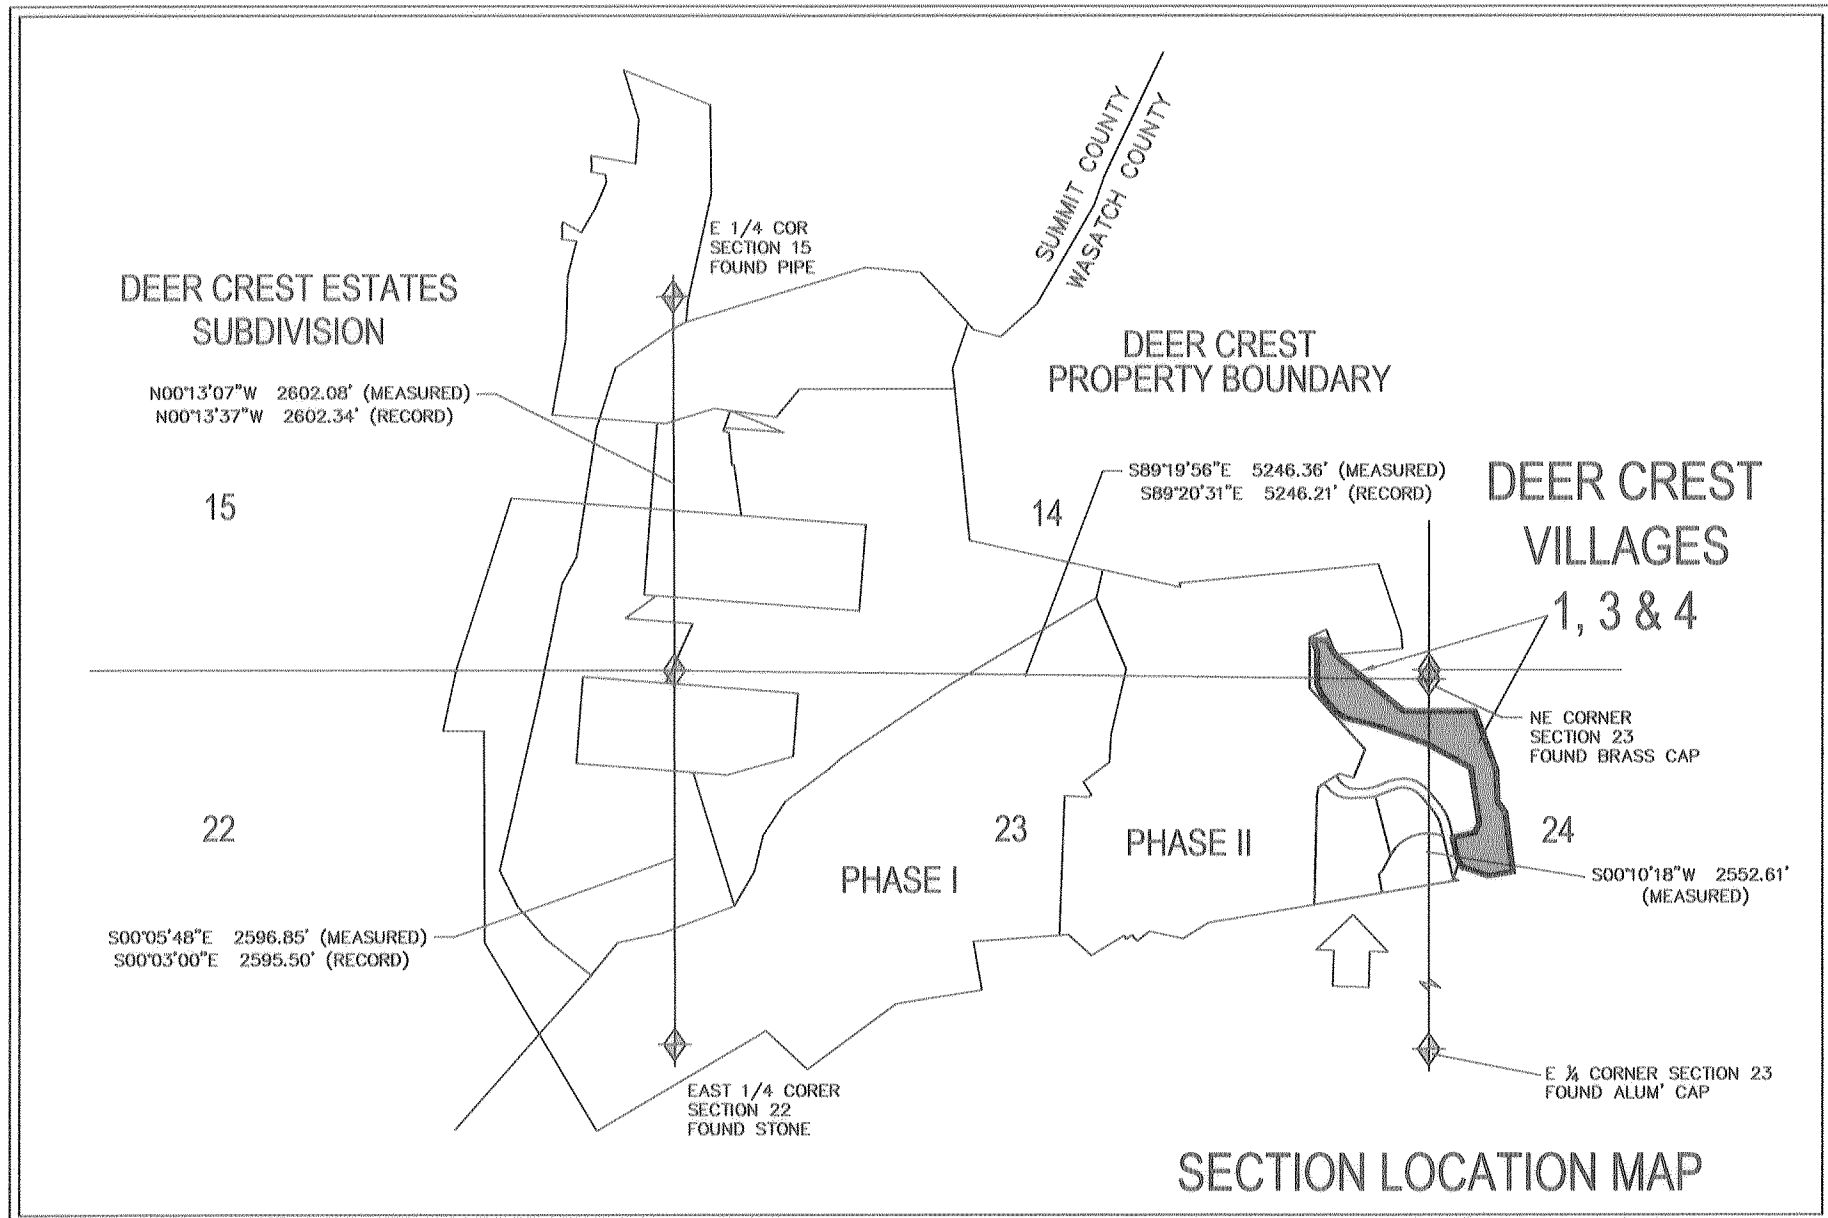 SUMMIT COUNTY
WASATCH COUNTY
E 1/4 COR
SECTION 15
FOUND PIPE
DEER CREST ESTATES
SUBDIVISION
DEER CREST
PROPERTY BOUNDARY
N00°13'07"W 2602.08' (MEASURED)
N00°13'37"W 2602.34' (RECORD)
S89°19'56"E 5246.36' (MEASURED)
S89°20'31"E 5246.21' (RECORD)
DEER CREST
VILLAGES
1, 3 & 4
15
14
NE CORNER
SECTION 23
FOUND BRASS CAP
22
23
24
PHASE I
PHASE II
S00°10'18"W 2552.61'
(MEASURED)
S00°05'48"E 2596.85' (MEASURED)
S00°03'00"E 2595.50' (RECORD)
EAST 1/4 CORER
SECTION 22
FOUND STONE
E ¼ CORNER SECTION 23
FOUND ALUM' CAP
SECTION LOCATION MAP